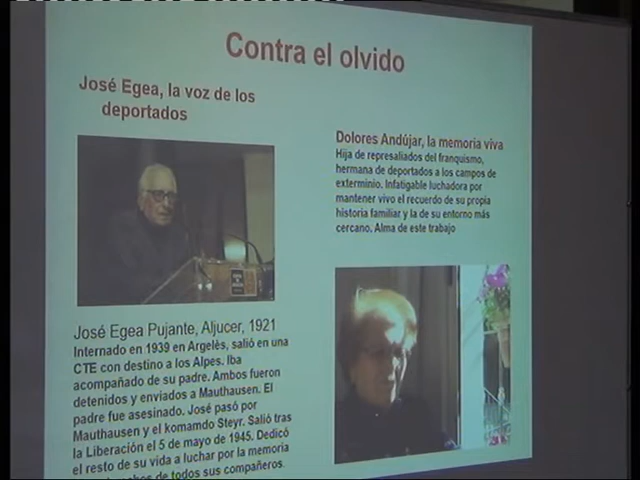 Contra el olvido
José Egea, la voz de los
deportados
José Egea Pujante, Aljucer, 1921
Internado en 1939 en Argelès, salió en una
CTE con destino a los Alpes. Iba
acompañado de su padre. Ambos fueron
detenidos y enviados a Mauthausen. El
padre fue asesinado. José pasó por
Mauthausen y el komamdo Steyr. Salió tras
la Liberación el 5 de mayo de 1945. Dedicó
el resto de su vida a luchar por la memoria
de todos sus compañeros.
Dolores Andújar, la memoria viva
Hija de represaliados del franquismo,
hermana de deportados a los campos de
exterminio. Infatigable luchadora por
mantener vivo el recuerdo de su propia
historia familiar y la de su entorno más
cercano. Alma de este trabajo